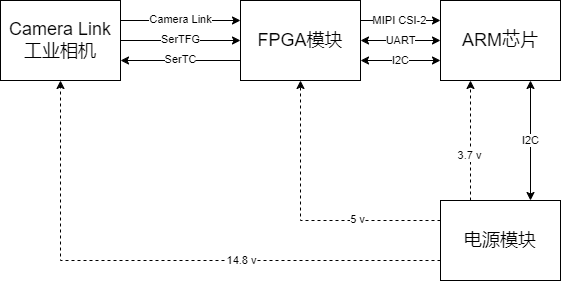 Camera Link
工业相机
Camera Link
SerTFG
SerTC
FPGA模块
MIPI CSI-2
UART
I2C
ARM芯片
I2C
3.7 v
5 v
电源模块
14.8 v